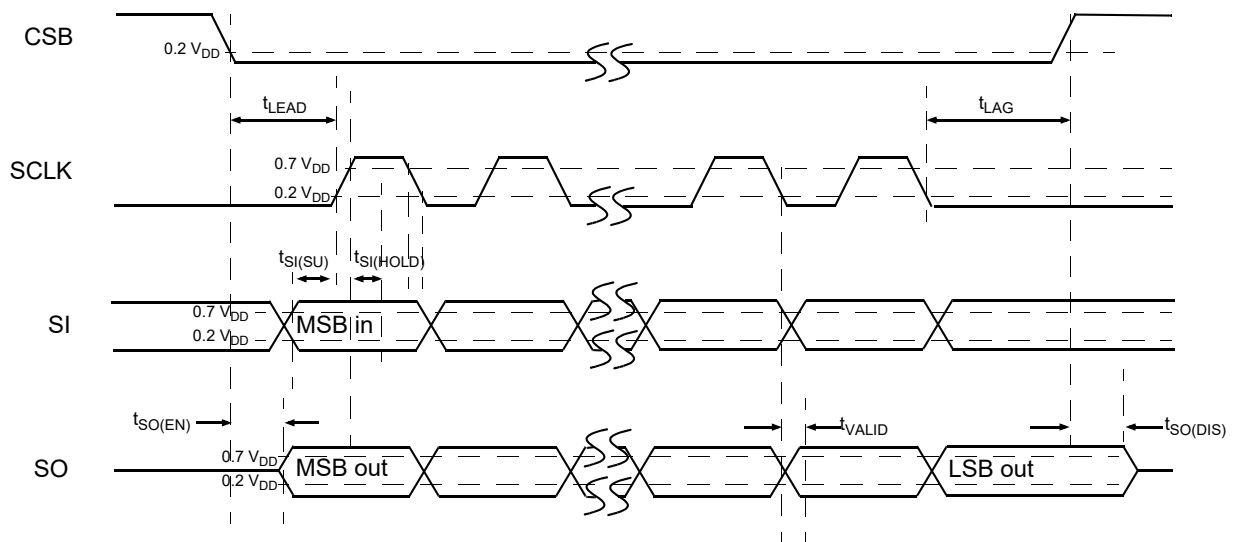 CSB
0.2 VDD
tLEAD
tLAG
SCLK
0.7 VDD
0.2 VDD
tSI(SU)
tSI(HOLD)
SI
0.7 VDD
0.2 VDD
MSB in
tSO(EN)
tVALID
tSO(DIS)
SO
0.7 VDD
0.2 VDD
MSB out
LSB out